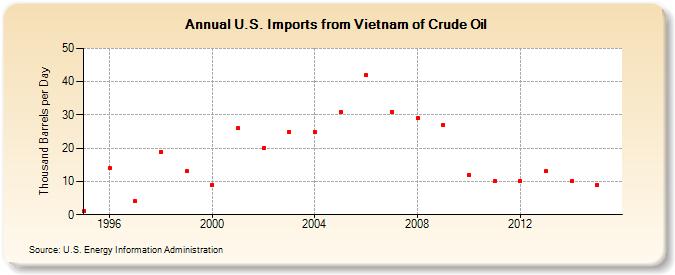 Annual U.S. Imports from Vietnam of Crude Oil
Thousand Barrels per Day
50
40
30
20
10
0
1996 2000 2004 2008 2012
Source: U.S. Energy Information Administration